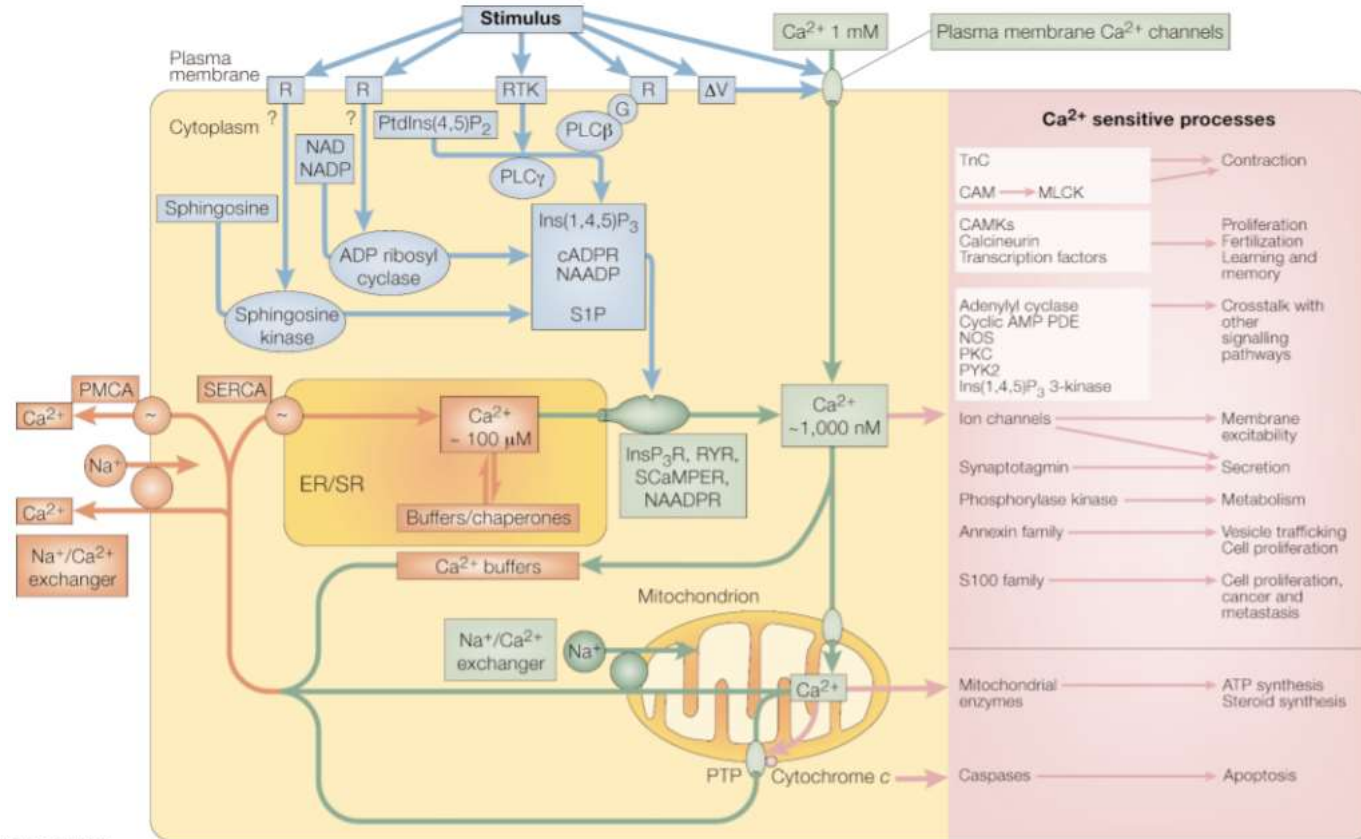 Stimulus
Ca²⁺ 1 mM
Plasma membrane Ca²⁺ channels
Plasma
membrane
R
R
RTK
R
ΔV
?
?
G
Cytoplasm
PtdIns(4,5)P₂
PLCβ
NAD
NADP
PLCγ
Sphingosine
Ins(1,4,5)P₃
cADPR
NAADP
S1P
ADP ribosyl
cyclase
Sphingosine
kinase
PMCA
SERCA
Ca²⁺
~
~
Ca²⁺
~ 100 μM
Ca²⁺
~1,000 nM
Na⁺
ER/SR
InsP₃R, RYR,
SCaMPER,
NAADPR
Ca²⁺
Buffers/chaperones
Na⁺/Ca²⁺
exchanger
Ca²⁺ buffers
Mitochondrion
Na⁺/Ca²⁺
exchanger
Na⁺
Ca²⁺
PTP
Cytochrome c
Ca²⁺ sensitive processes
TnC
Contraction
CAM
MLCK
CAMKs
Calcineurin
Transcription factors
Proliferation
Fertilization
Learning and
memory
Adenylyl cyclase
Cyclic AMP PDE
NOS
PKC
PYK2
Ins(1,4,5)P₃ 3-kinase
Crosstalk with
other
signalling
pathways
Ion channels
Membrane
excitability
Synaptotagmin
Secretion
Phosphorylase kinase
Metabolism
Annexin family
Vesicle trafficking
Cell proliferation
S100 family
Cell proliferation,
cancer and
metastasis
Mitochondrial
enzymes
ATP synthesis
Steroid synthesis
Caspases
Apoptosis